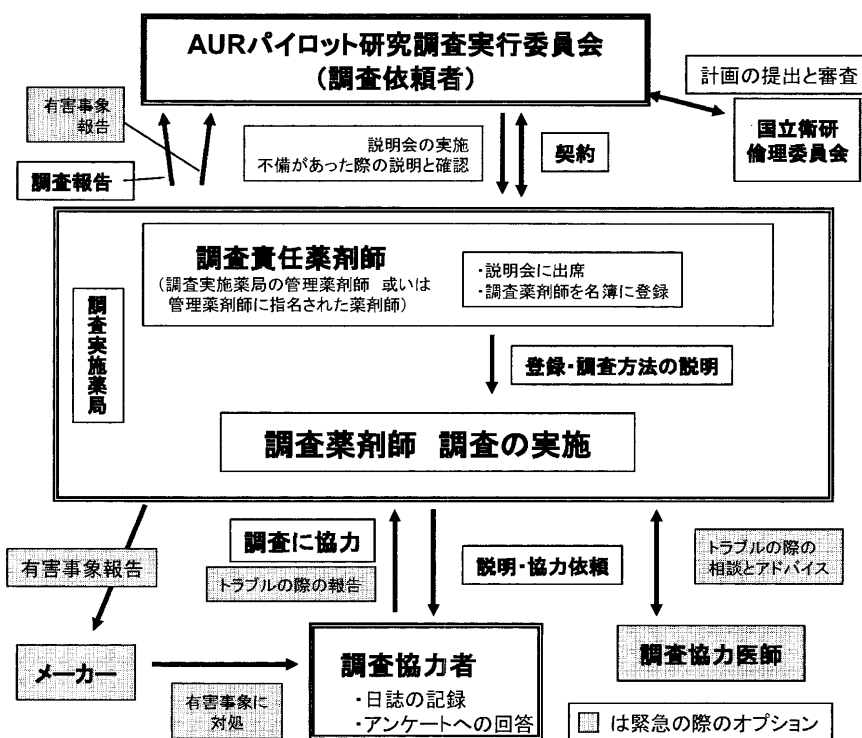 AURパイロット研究調査実行委員会
(調査依頼者)
計画の提出と審査
国立衛研
倫理委員会
有害事象
報告
調査報告
説明会の実施
不備があった際の説明と確認
契約
調査実施薬局
調査責任薬剤師
(調査実施薬局の管理薬剤師 或いは
管理薬剤師に指名された薬剤師)
・説明会に出席
・調査薬剤師を名簿に登録
登録・調査方法の説明
調査薬剤師 調査の実施
有害事象報告
調査に協力
トラブルの際の報告
説明・協力依頼
トラブルの際の
相談とアドバイス
メーカー
有害事象に
対処
調査協力者
・日誌の記録
・アンケートへの回答
調査協力医師
は緊急の際のオプション